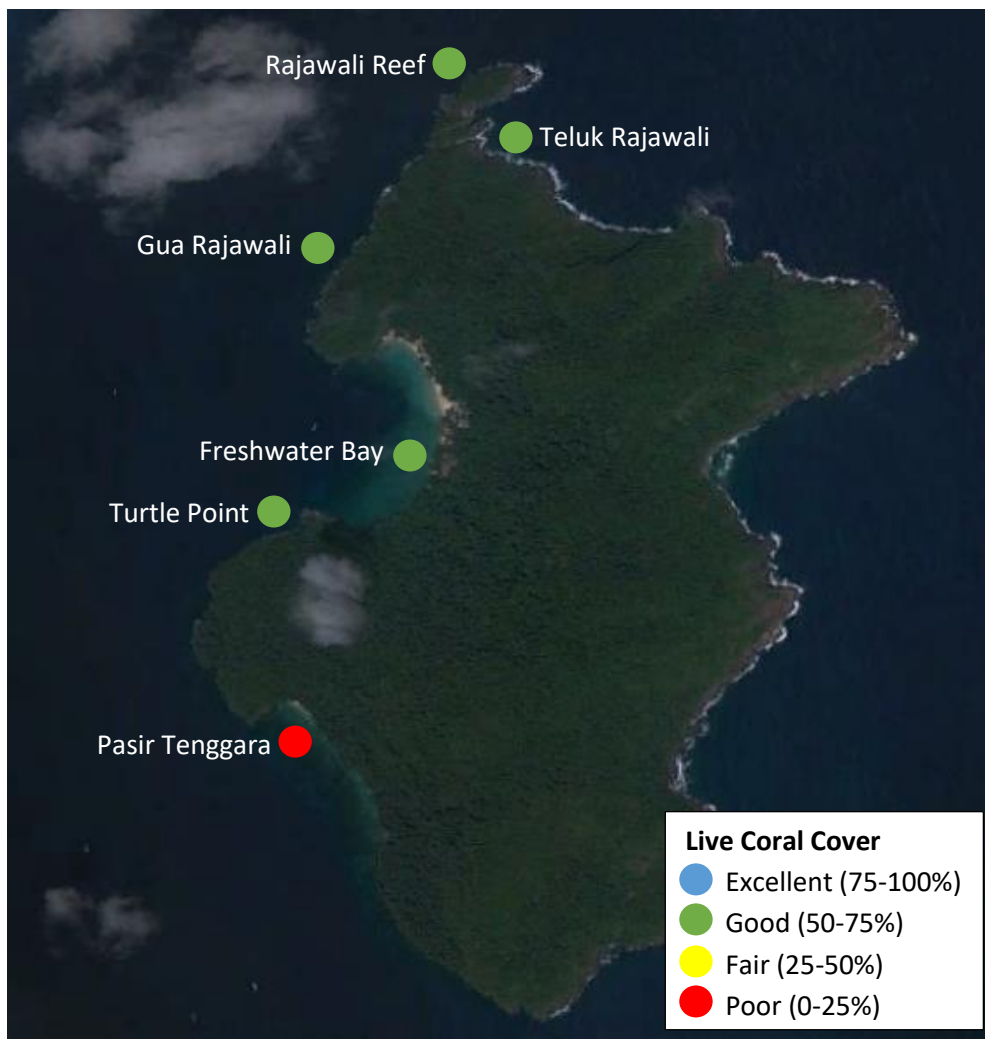 Rajawali Reef
Teluk Rajawali
Gua Rajawali
Freshwater Bay
Turtle Point
Pasir Tenggara
Live Coral Cover
Excellent (75-100%)
Good (50-75%)
Fair (25-50%)
Poor (0-25%)